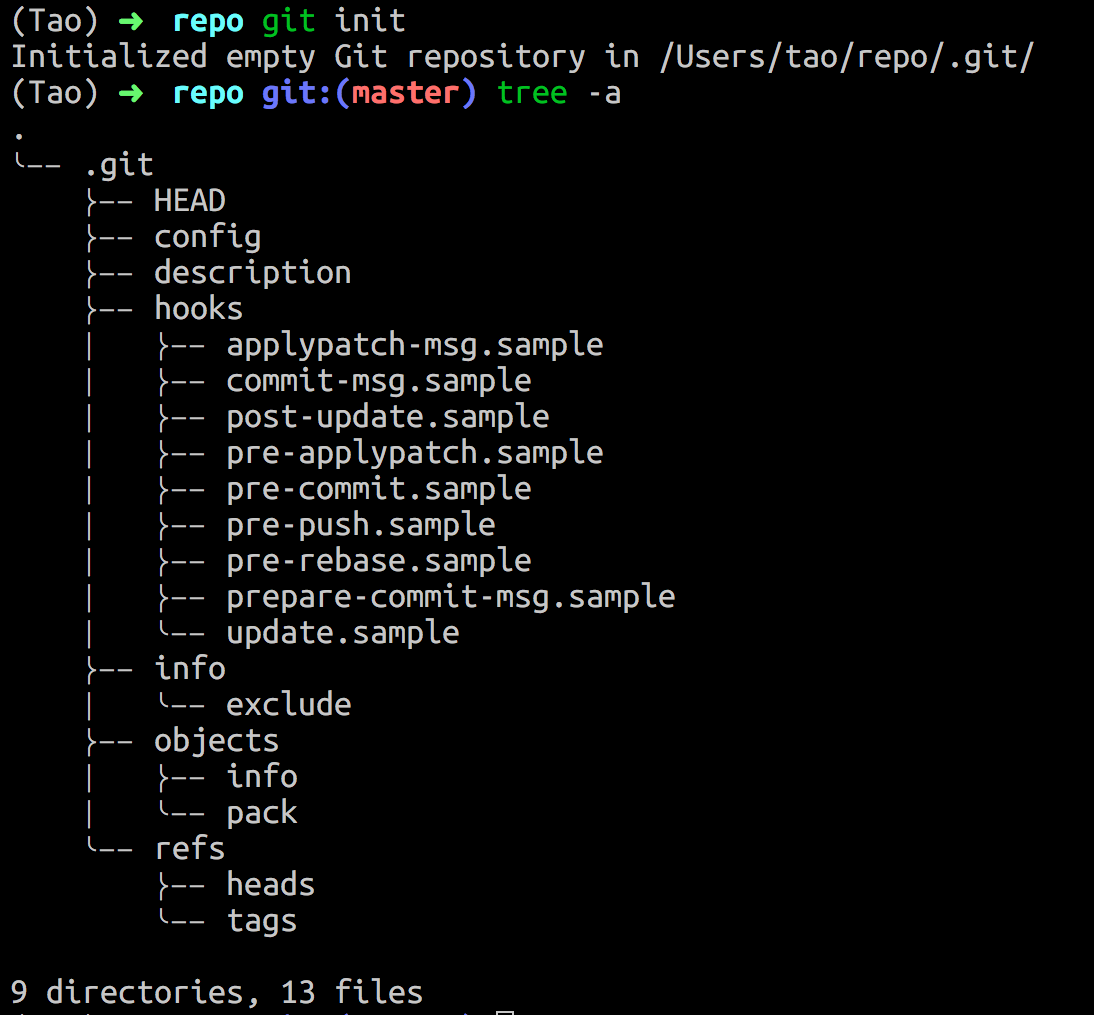 (Tao) ➜  repo git init
Initialized empty Git repository in /Users/tao/repo/.git/
(Tao) ➜  repo git:(master) tree -a
.
└── .git
    ├── HEAD
    ├── config
    ├── description
    ├── hooks
    │   ├── applypatch-msg.sample
    │   ├── commit-msg.sample
    │   ├── post-update.sample
    │   ├── pre-applypatch.sample
    │   ├── pre-commit.sample
    │   ├── pre-push.sample
    │   ├── pre-rebase.sample
    │   ├── prepare-commit-msg.sample
    │   └── update.sample
    ├── info
    │   └── exclude
    ├── objects
    │   ├── info
    │   └── pack
    └── refs
        ├── heads
        └── tags

9 directories, 13 files